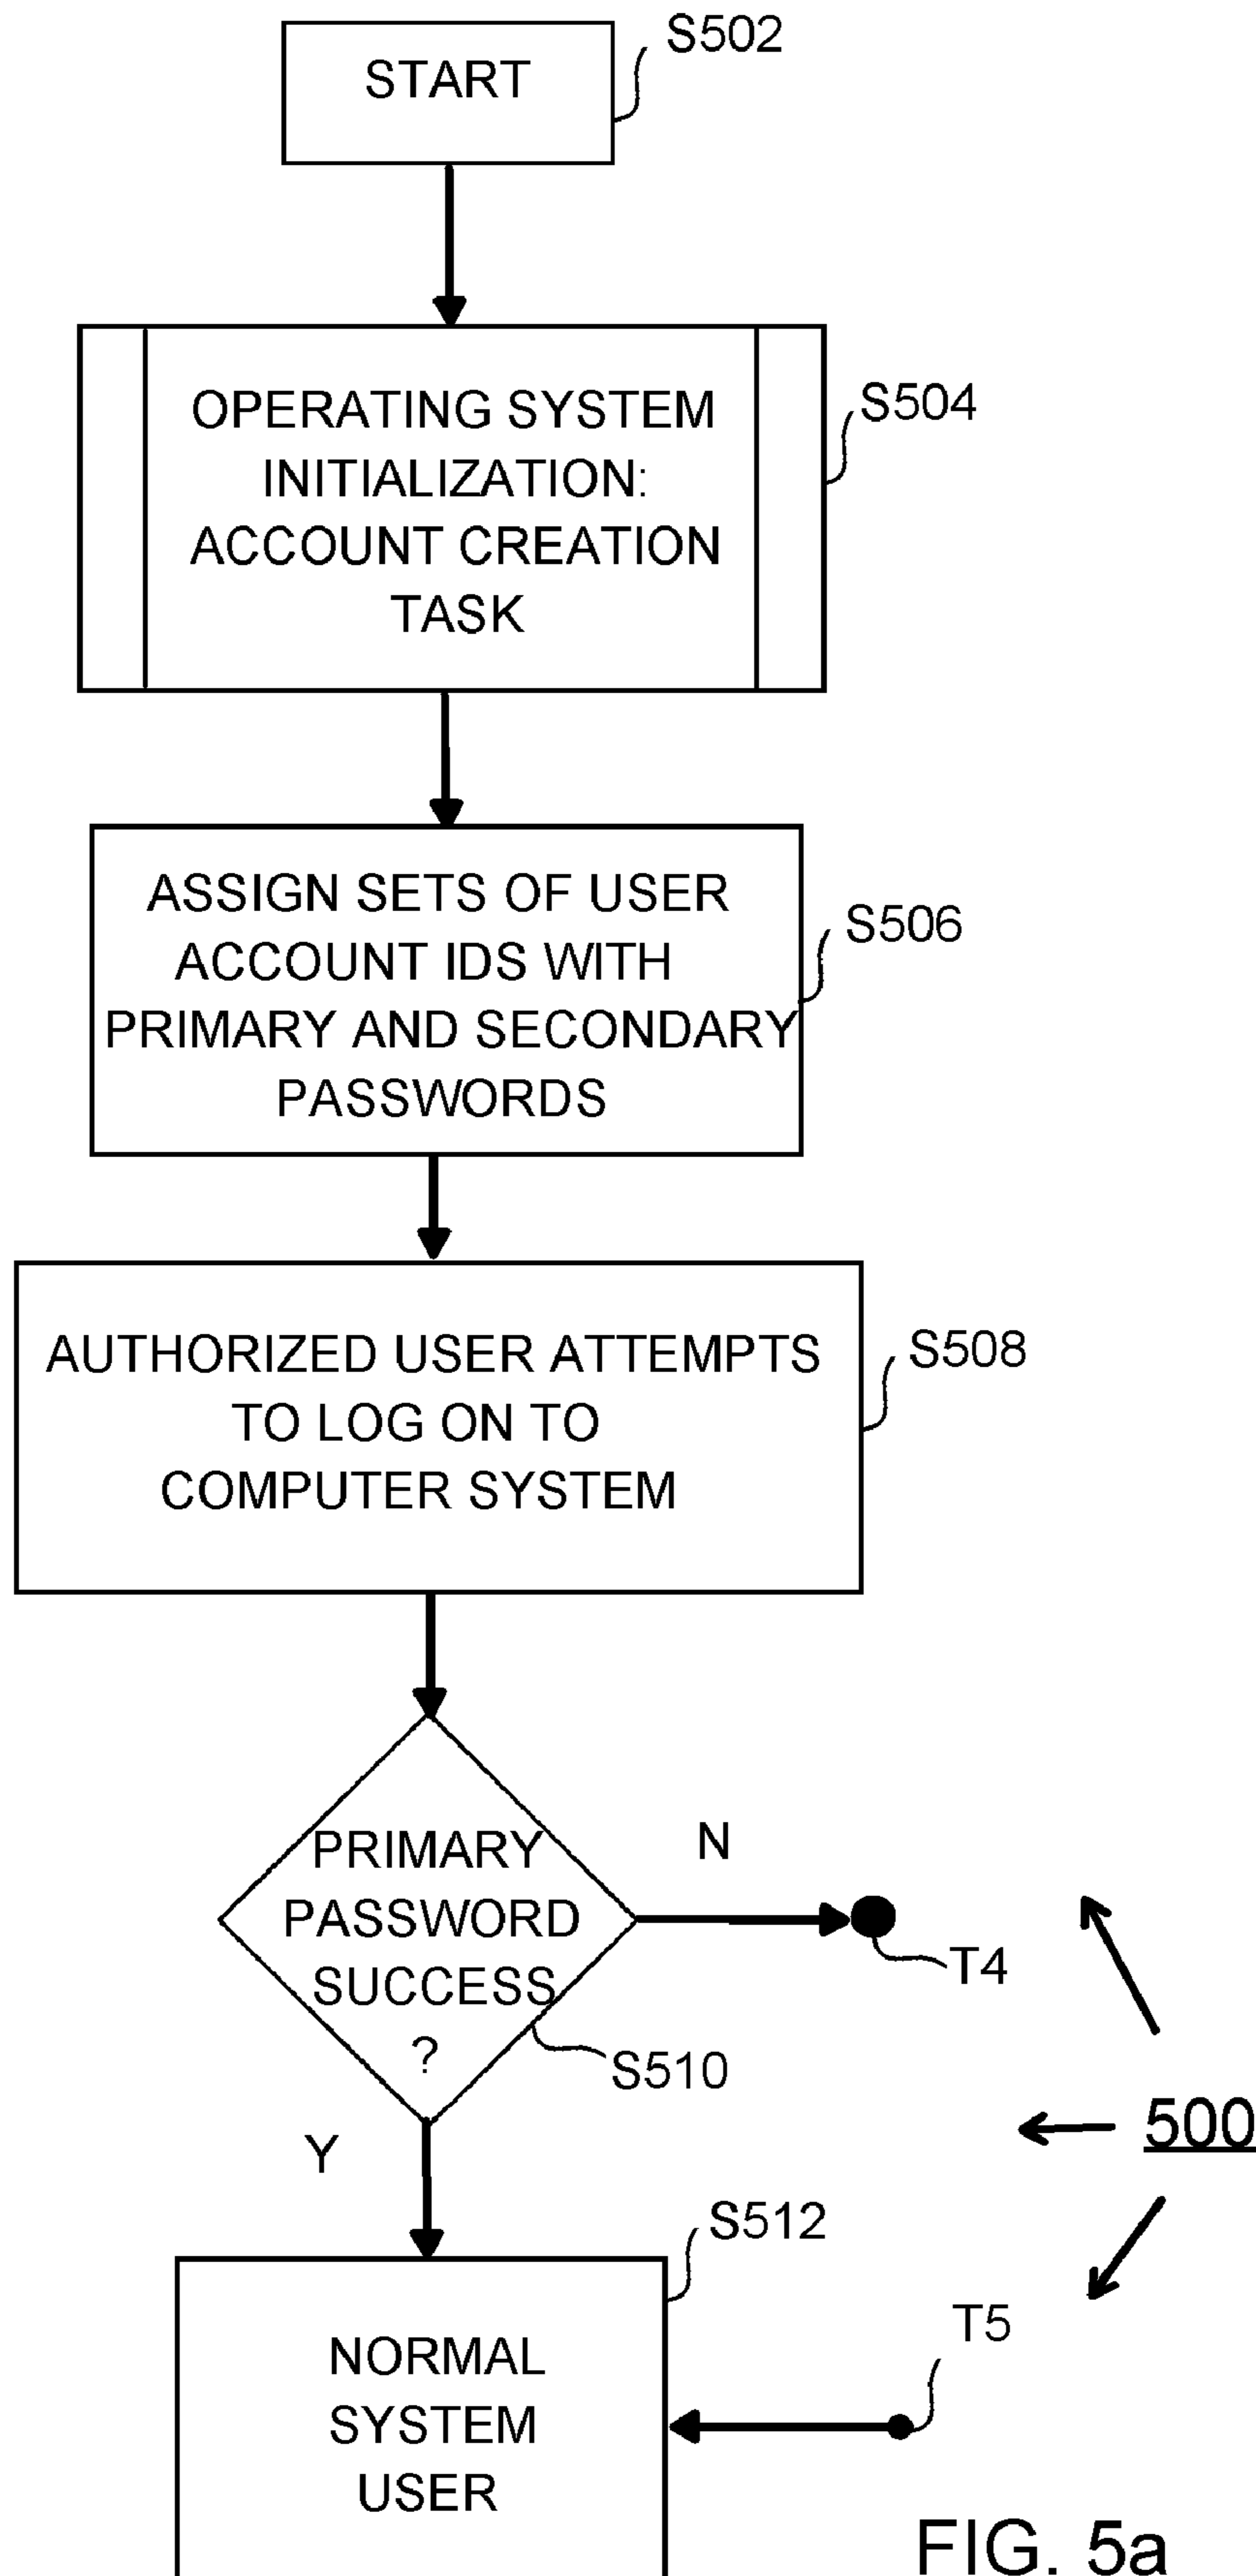 START
S502
OPERATING SYSTEM
INITIALIZATION:
ACCOUNT CREATION
TASK
S504
ASSIGN SETS OF USER
ACCOUNT IDS WITH
PRIMARY AND SECONDARY
PASSWORDS
S506
AUTHORIZED USER ATTEMPTS
TO LOG ON TO
COMPUTER SYSTEM
S508
PRIMARY
PASSWORD
SUCCESS
?
N
T4
S510
Y
500
S512
NORMAL
SYSTEM
USER
T5
FIG. 5a